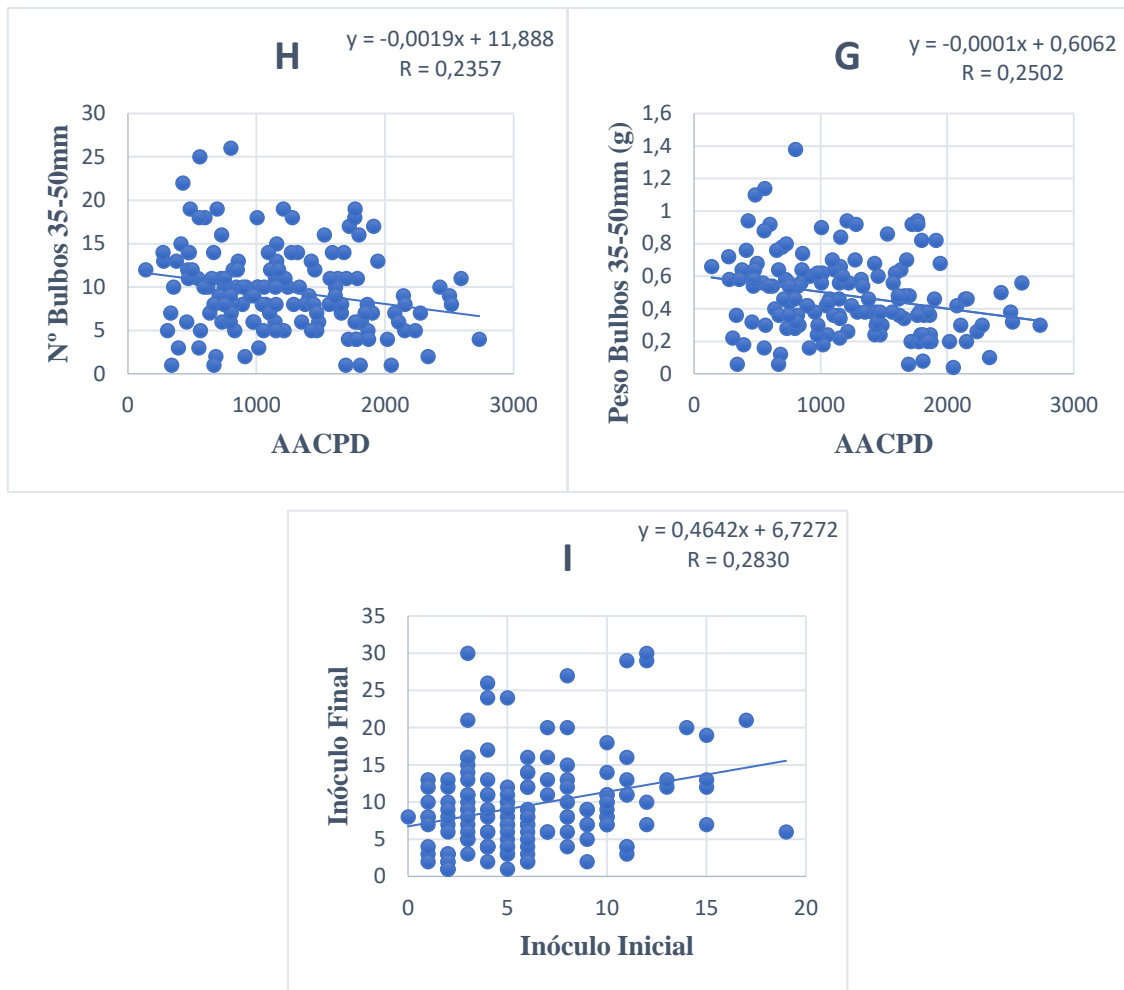 H
y = -0,0019x + 11,888
R = 0,2357
Nº Bulbos 35-50mm
30
25
20
15
10
5
0
0 1000 2000 3000
AACPD
G
y = -0,0001x + 0,6062
R = 0,2502
Peso Bulbos 35-50mm (g)
1,6
1,4
1,2
1
0,8
0,6
0,4
0,2
0
0 1000 2000 3000
AACPD
I
y = 0,4642x + 6,7272
R = 0,2830
Inóculo Final
35
30
25
20
15
10
5
0
0 5 10 15 20
Inóculo Inicial